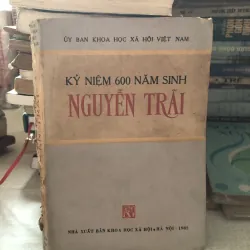 ỦY BAN KHOA HỌC XÃ HỘI VIỆT NAM
KỶ NIỆM 600 NĂM SINH
NGUYỄN TRÃI
NHÀ XUẤT BẢN KHOA HỌC XÃ HỘI ● HÀ NỘI - 1982